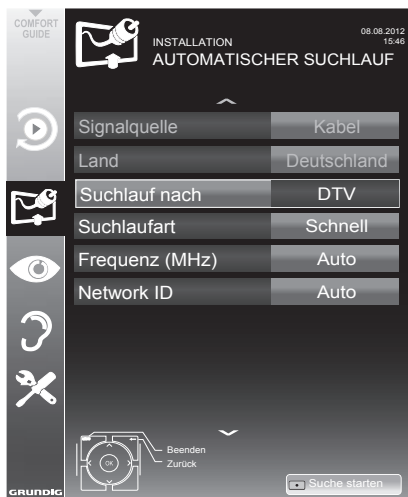 COMFORT
GUIDE
INSTALLATION
AUTOMATISCHER SUCHLAUF
08.08.2012
15:46
Signalquelle Kabel
Land Deutschland
Suchlauf nach DTV
Suchlaufart Schnell
Frequenz (MHz) Auto
Network ID Auto
OK
Beenden
Zurück
Suche starten
GRUNDIG